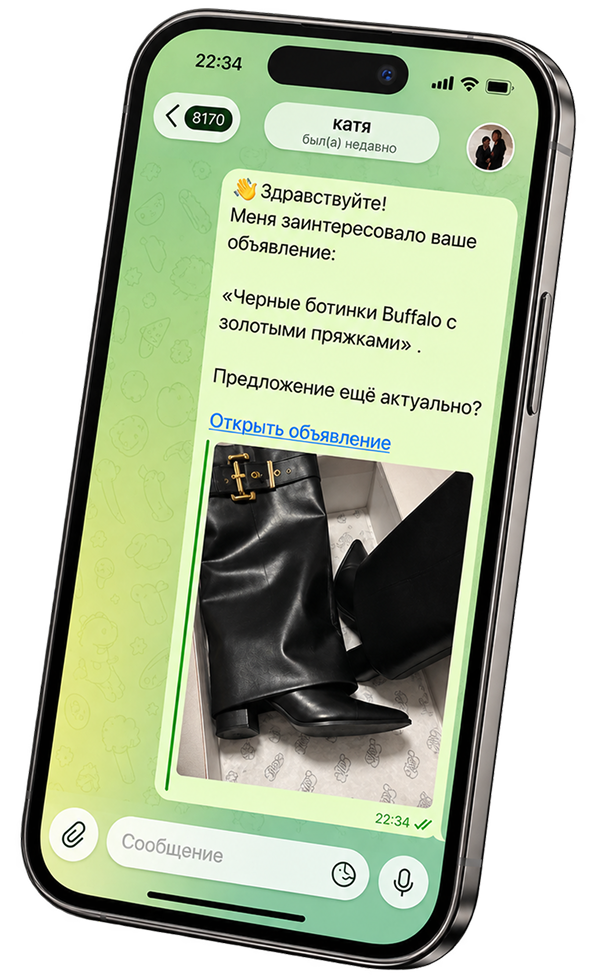 22:34
8170
катя
был(а) недавно
👋 Здравствуйте!
Меня заинтересовало ваше
объявление:
«Черные ботинки Buffalo с
золотыми пряжками» .
Предложение ещё актуально?
Открыть объявление
22:34
Сообщение